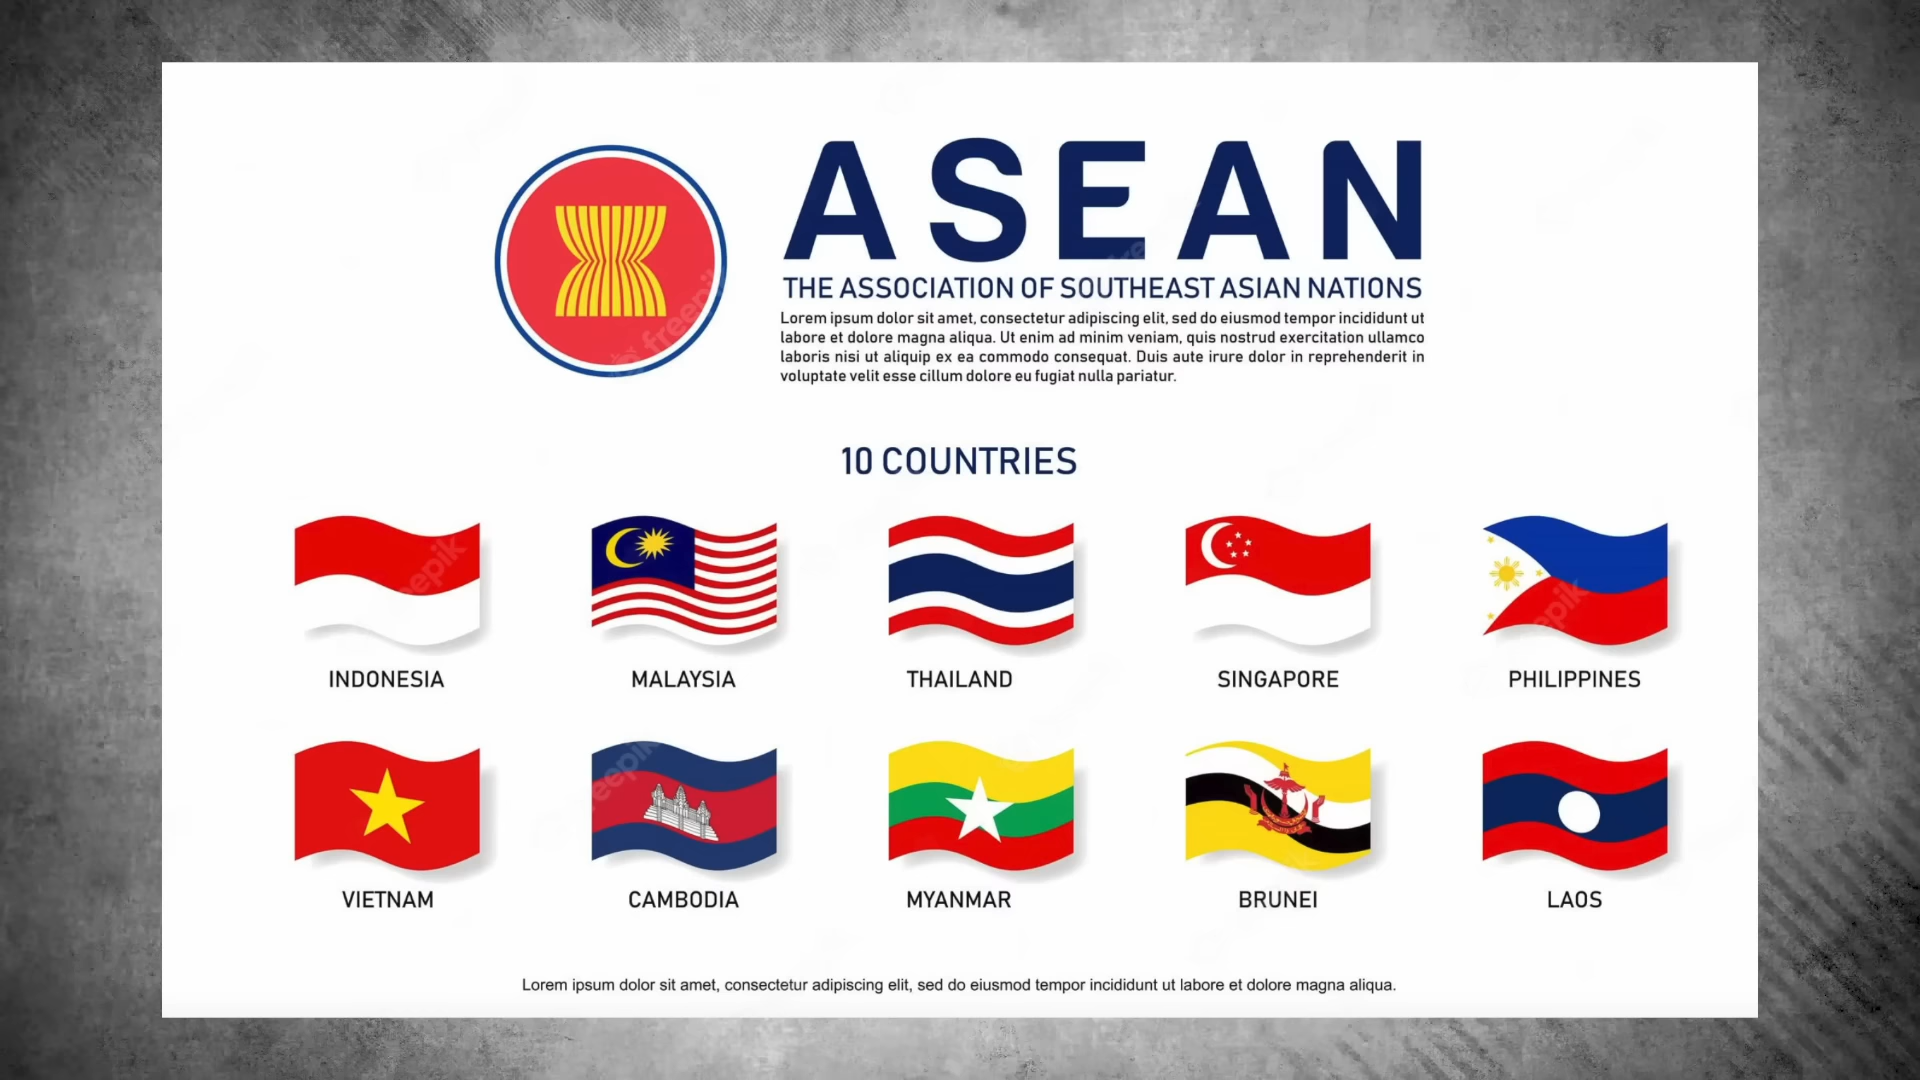 ASEAN
THE ASSOCIATION OF SOUTHEAST ASIAN NATIONS
Lorem ipsum dolor sit amet, consectetur adipiscing elit, sed do eiusmod tempor incididunt ut
labore et dolore magna aliqua. Ut enim ad minim veniam, quis nostrud exercitation ullamco
laboris nisi ut aliquip ex ea commodo consequat. Duis aute irure dolor in reprehenderit in
voluptate velit esse cillum dolore eu fugiat nulla pariatur.
10 COUNTRIES
INDONESIA
MALAYSIA
THAILAND
SINGAPORE
PHILIPPINES
VIETNAM
CAMBODIA
MYANMAR
BRUNEI
LAOS
Lorem ipsum dolor sit amet, consectetur adipiscing elit, sed do eiusmod tempor incididunt ut labore et dolore magna aliqua.